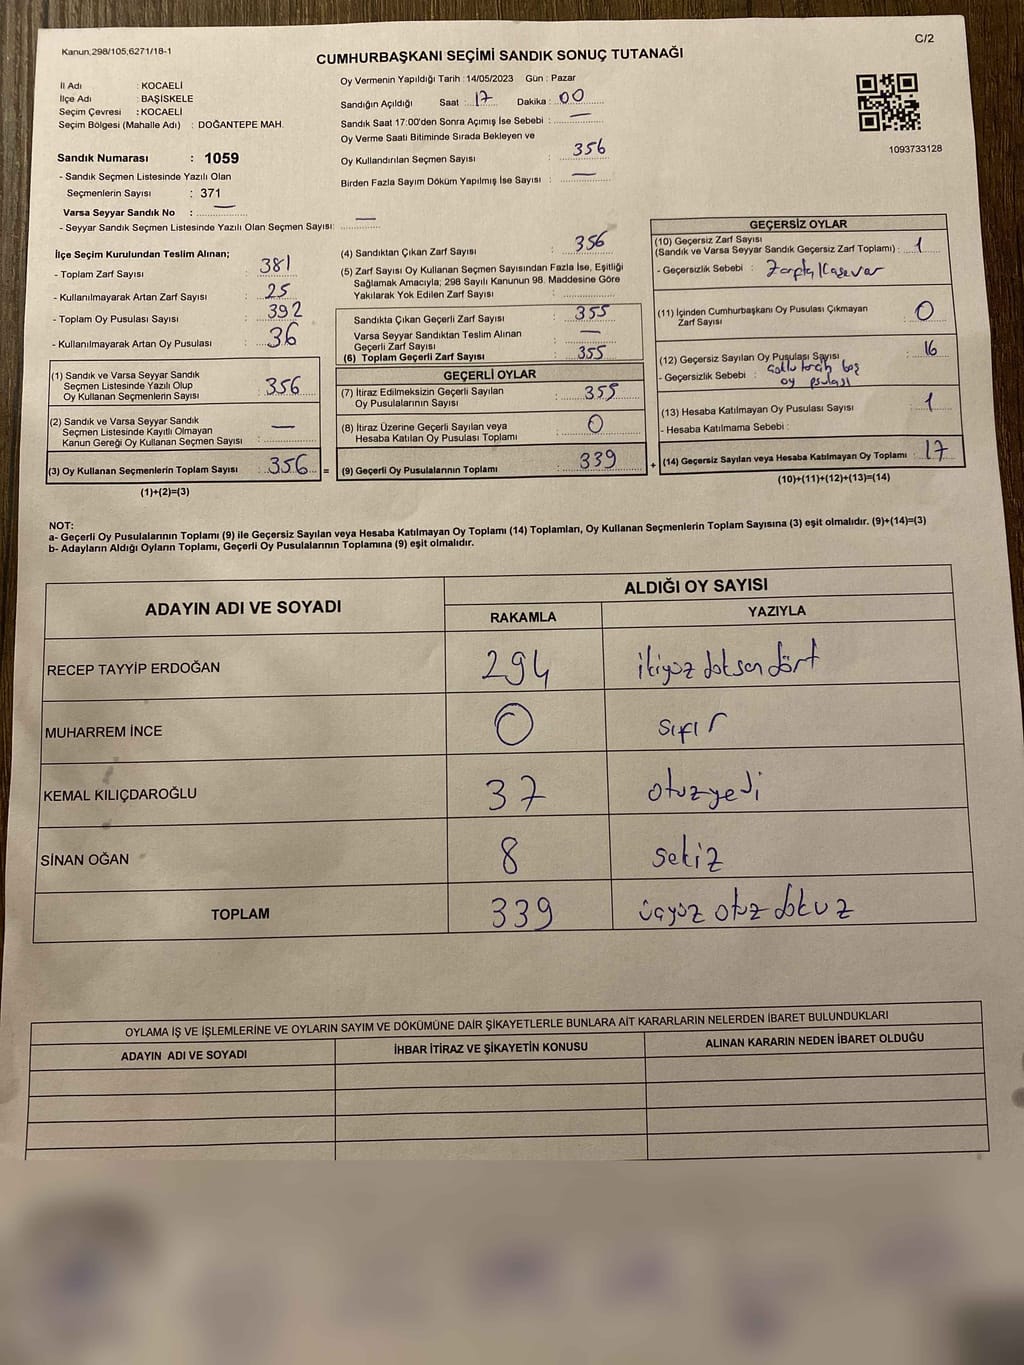 Kanun,298/105,6271/18-1
C/2
CUMHURBAŞKANI SEÇİMİ SANDIK SONUÇ TUTANAĞI
İl Adı : KOCAELİ
İlçe Adı : BAŞİSKELE
Seçim Çevresi : KOCAELİ
Seçim Bölgesi (Mahalle Adı) : DOĞANTEPE MAH.
Sandık Numarası : 1059
- Sandık Seçmen Listesinde Yazılı Olan
Seçmenlerin Sayısı : 371
Varsa Seyyar Sandık No : —
- Seyyar Sandık Seçmen Listesinde Yazılı Olan Seçmen Sayısı: —
Oy Vermenin Yapıldığı Tarih :14/05/2023 Gün : Pazar
Sandığın Açıldığı Saat : 17 Dakika : 00
Sandık Saat 17:00'den Sonra Açımış İse Sebebi : —
Oy Verme Saati Bitiminde Sırada Bekleyen ve
Oy Kullandırılan Seçmen Sayısı : 356
Birden Fazla Sayım Döküm Yapılmış İse Sayısı : —
1093733128
İlçe Seçim Kurulundan Teslim Alınan;
- Toplam Zarf Sayısı : 381
- Kullanılmayarak Artan Zarf Sayısı : 25
- Toplam Oy Pusulası Sayısı : 392
- Kullanılmayarak Artan Oy Pusulası : 36
(1) Sandık ve Varsa Seyyar Sandık
Seçmen Listesinde Yazılı Olup
Oy Kullanan Seçmenlerin Sayısı : 356
(2) Sandık ve Varsa Seyyar Sandık
Seçmen Listesinde Kayıtlı Olmayan
Kanun Gereği Oy Kullanan Seçmen Sayısı : —
(3) Oy Kullanan Seçmenlerin Toplam Sayısı : 356 =
(1)+(2)=(3)
(4) Sandıktan Çıkan Zarf Sayısı : 356
(5) Zarf Sayısı Oy Kullanan Seçmen Sayısından Fazla İse, Eşitliği
Sağlamak Amacıyla; 298 Sayılı Kanunun 98. Maddesine Göre
Yakılarak Yok Edilen Zarf Sayısı :
Sandıkta Çıkan Geçerli Zarf Sayısı : 355
Varsa Seyyar Sandıktan Teslim Alınan
Geçerli Zarf Sayısı : —
(6) Toplam Geçerli Zarf Sayısı : 355
GEÇERLİ OYLAR
(7) İtiraz Edilmeksizin Geçerli Sayılan
Oy Pusulalarının Sayısı : 355
(8) İtiraz Üzerine Geçerli Sayılan veya
Hesaba Katılan Oy Pusulası Toplamı : 0
(9) Geçerli Oy Pusulalarının Toplamı : 339 +
GEÇERSİZ OYLAR
(10) Geçersiz Zarf Sayısı
(Sandık ve Varsa Seyyar Sandık Geçersiz Zarf Toplamı) : 1
- Geçersizlik Sebebi :
(11) İçinden Cumhurbaşkanı Oy Pusulası Çıkmayan
Zarf Sayısı : 0
(12) Geçersiz Sayılan Oy Pusulası Sayısı : 16
- Geçersizlik Sebebi : boş
oy
(13) Hesaba Katılmayan Oy Pusulası Sayısı : 1
- Hesaba Katılmama Sebebi :
(14) Geçersiz Sayılan veya Hesaba Katılmayan Oy Toplamı : 17
(10)+(11)+(12)+(13)=(14)
NOT:
a- Geçerli Oy Pusulalarının Toplamı (9) ile Geçersiz Sayılan veya Hesaba Katılmayan Oy Toplamı (14) Toplamları, Oy Kullanan Seçmenlerin Toplam Sayısına (3) eşit olmalıdır. (9)+(14)=(3)
b- Adayların Aldığı Oyların Toplamı, Geçerli Oy Pusulalarının Toplamına (9) eşit olmalıdır.
ADAYIN ADI VE SOYADI
ALDIĞI OY SAYISI
RAKAMLA YAZIYLA
RECEP TAYYİP ERDOĞAN 294 ikiyüz doksan dört
MUHARREM İNCE 0 sıfır
KEMAL KILIÇDAROĞLU 37 otuzyedi
SİNAN OĞAN 8 sekiz
TOPLAM 339 üçyüz otuz dokuz
OYLAMA İŞ VE İŞLEMLERİNE VE OYLARIN SAYIM VE DÖKÜMÜNE DAİR ŞİKAYETLERLE BUNLARA AİT KARARLARIN NELERDEN İBARET BULUNDUKLARI
ADAYIN ADI VE SOYADI İHBAR İTİRAZ VE ŞİKAYETİN KONUSU ALINAN KARARIN NEDEN İBARET OLDUĞU